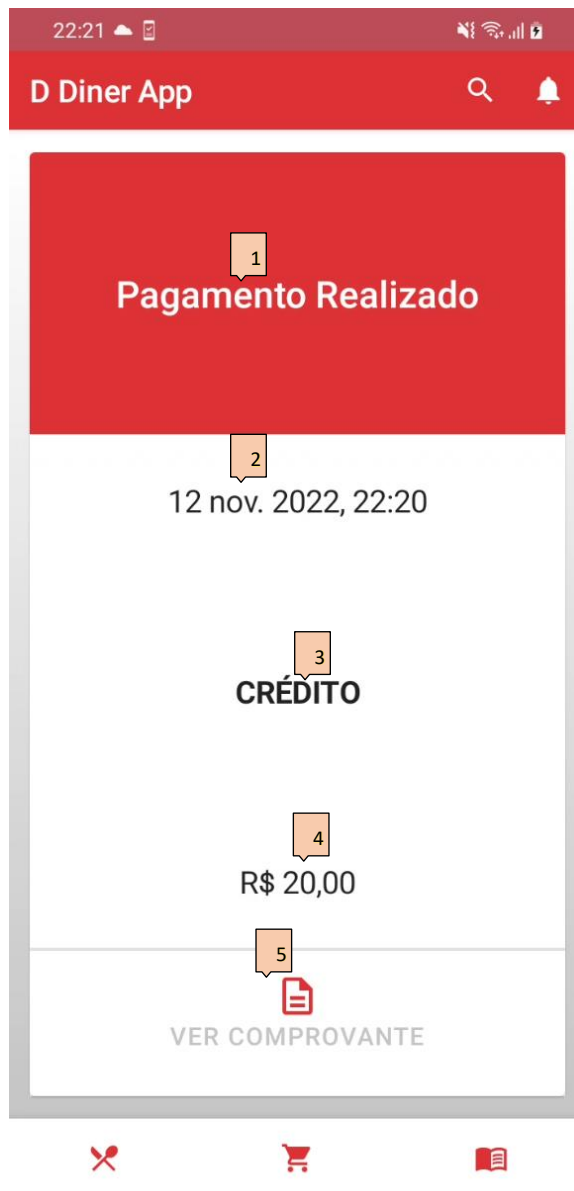 22:21
D Diner App
1
Pagamento Realizado
2
12 nov. 2022, 22:20
3
CRÉDITO
4
R$ 20,00
5
VER COMPROVANTE